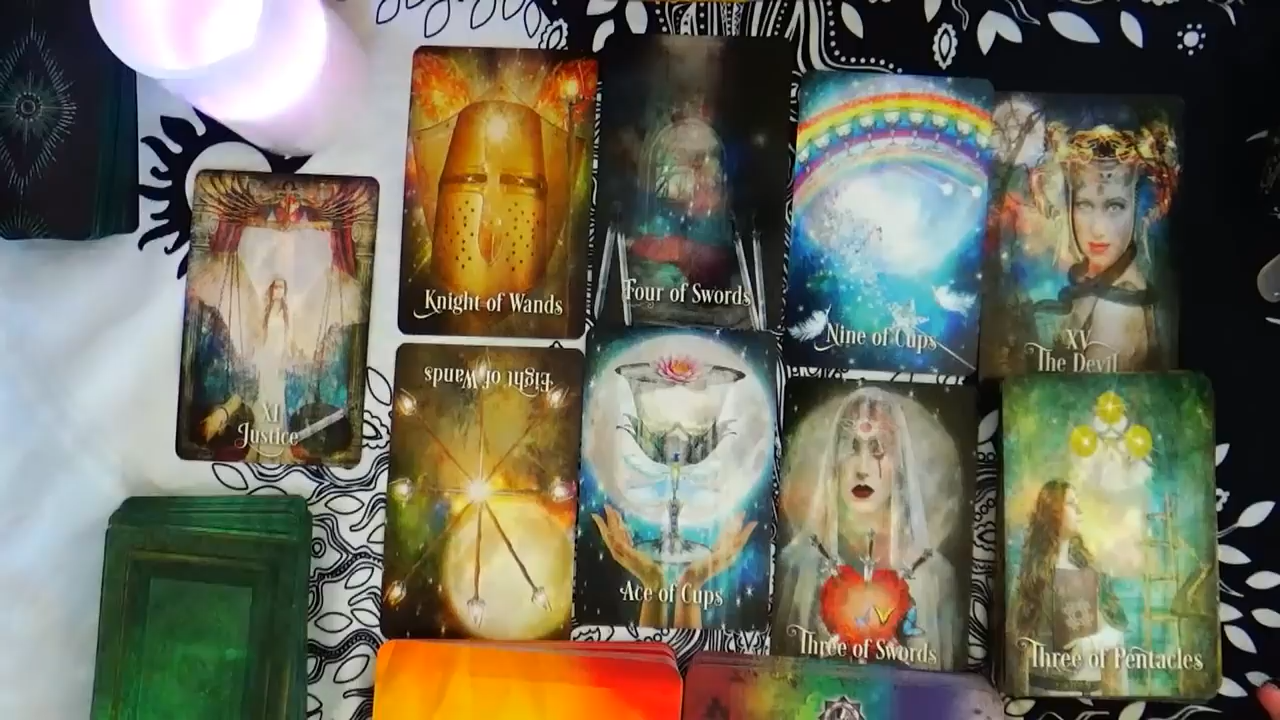 Knight of Wands
Four of Swords
Nine of Cups
XV
The Devil
XI
Justice
Eight of Wands
Ace of Cups
Three of Swords
Three of Pentacles